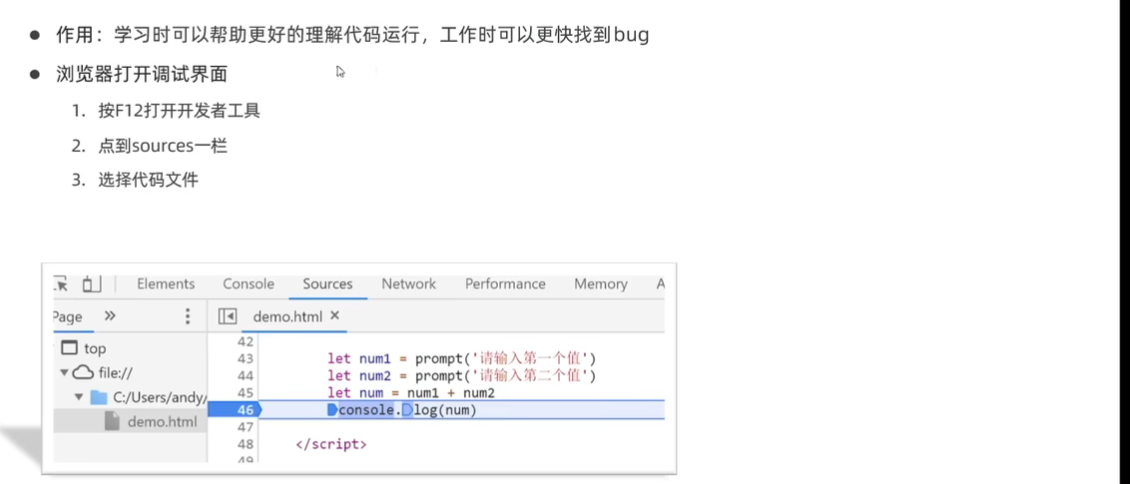 ● 作用：学习时可以帮助更好的理解代码运行，工作时可以更快找到bug
● 浏览器打开调试界面
1. 按F12打开开发者工具
2. 点到sources一栏
3. 选择代码文件
Elements Console Sources Network Performance Memory A
Page » ⋮ demo.html ×
42
top
43 let num1 = prompt('请输入第一个值')
file://
44 let num2 = prompt('请输入第二个值')
C:/Users/andy/
45 let num = num1 + num2
46 console.log(num)
demo.html
47
48 </script>
49